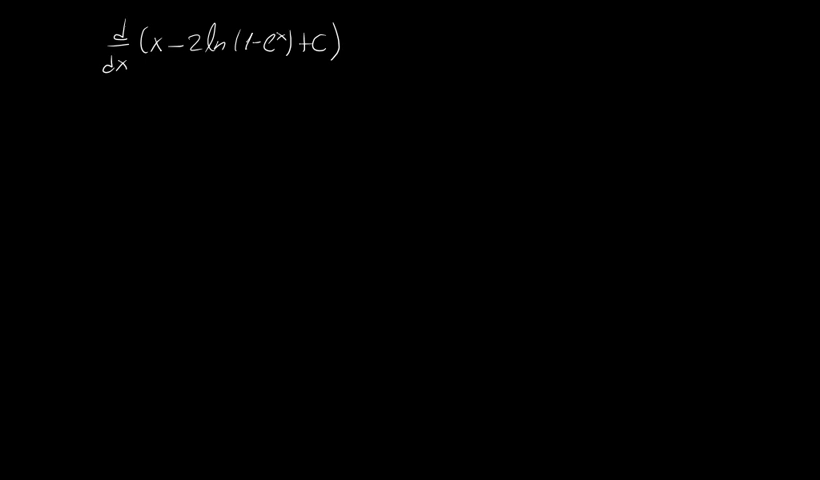 d/dx (x - 2ln(1-e^x) + C)